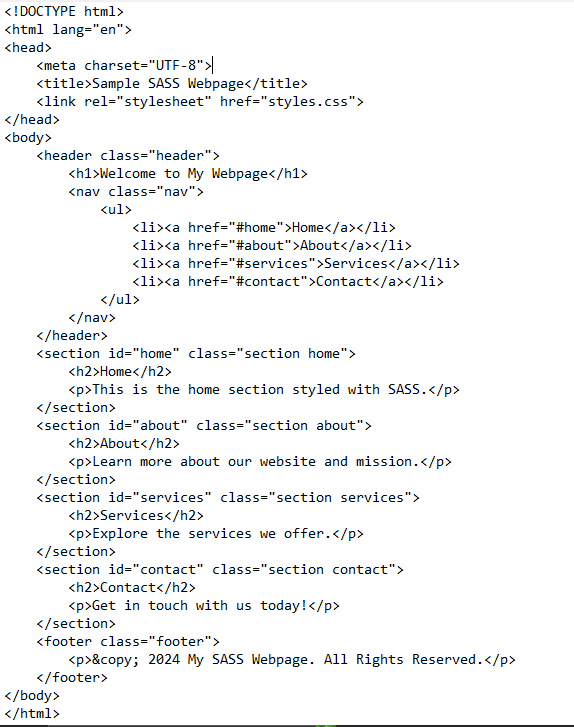 <!DOCTYPE html>
<html lang="en">
<head>
    <meta charset="UTF-8">
    <title>Sample SASS Webpage</title>
    <link rel="stylesheet" href="styles.css">
</head>
<body>
    <header class="header">
        <h1>Welcome to My Webpage</h1>
        <nav class="nav">
            <ul>
                <li><a href="#home">Home</a></li>
                <li><a href="#about">About</a></li>
                <li><a href="#services">Services</a></li>
                <li><a href="#contact">Contact</a></li>
            </ul>
        </nav>
    </header>
    <section id="home" class="section home">
        <h2>Home</h2>
        <p>This is the home section styled with SASS.</p>
    </section>
    <section id="about" class="section about">
        <h2>About</h2>
        <p>Learn more about our website and mission.</p>
    </section>
    <section id="services" class="section services">
        <h2>Services</h2>
        <p>Explore the services we offer.</p>
    </section>
    <section id="contact" class="section contact">
        <h2>Contact</h2>
        <p>Get in touch with us today!</p>
    </section>
    <footer class="footer">
        <p>&copy; 2024 My SASS Webpage. All Rights Reserved.</p>
    </footer>
</body>
</html>